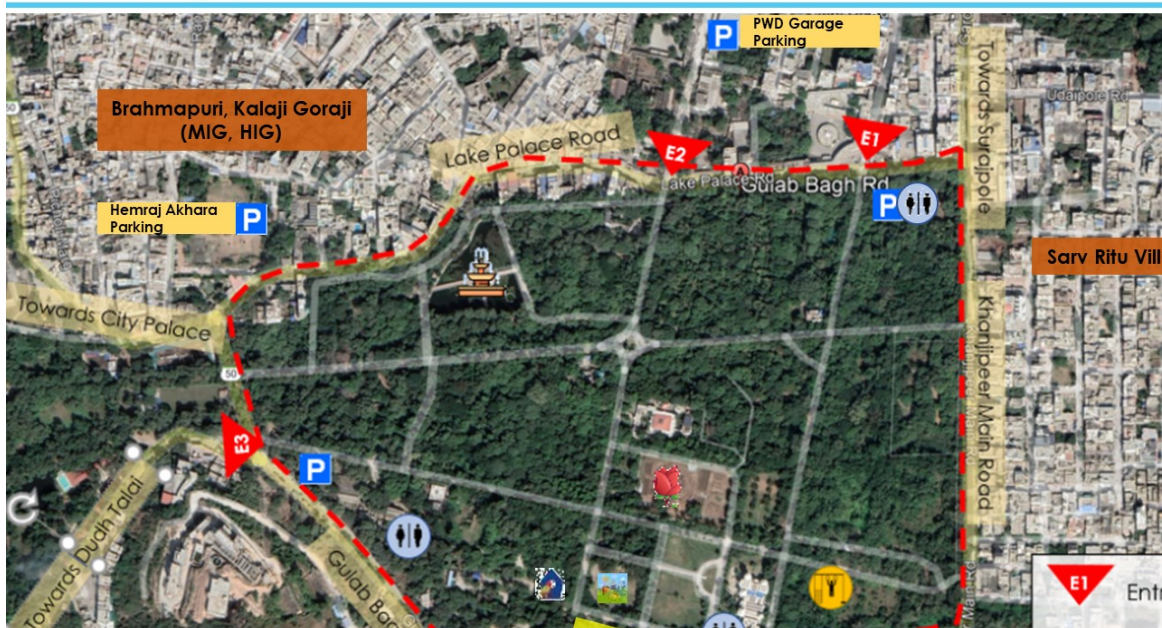 PWD Garage
Parking
P
Brahmapuri, Kalaji Goraji
(MIG, HIG)
Towards Surajpole
Udaipole Rd
Lake Palace Road
E2
E1
Lake Palace Rd
Gulab Bagh Rd
P
Hemraj Akhara
Parking
P
Sarv Ritu Vill
Towards City Palace
50
50
Khanjipeer Main Road
E3
P
Towards Dudh Talai
Gulab Bag
E1
Entr